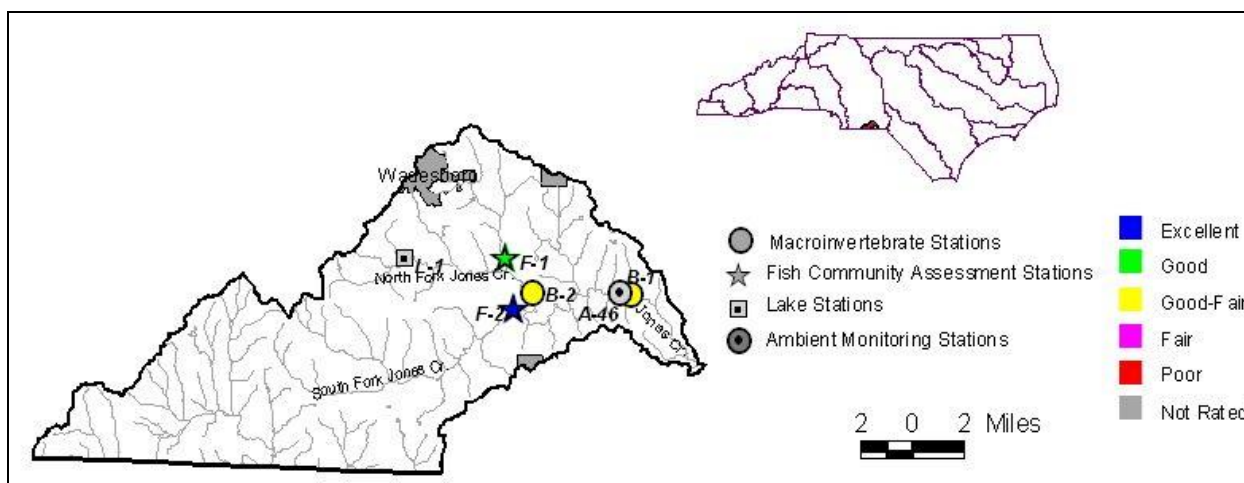 Wadesboro
L-1
F-1
North Fork Jones Cr.
B-2
B-1
F-2
A-46
Jones Cr.
South Fork Jones Cr.
Macroinvertebrate Stations
Fish Community Assessment Stations
Lake Stations
Ambient Monitoring Stations
2 0 2 Miles
Excellent
Good
Good-Fair
Fair
Poor
Not Rated